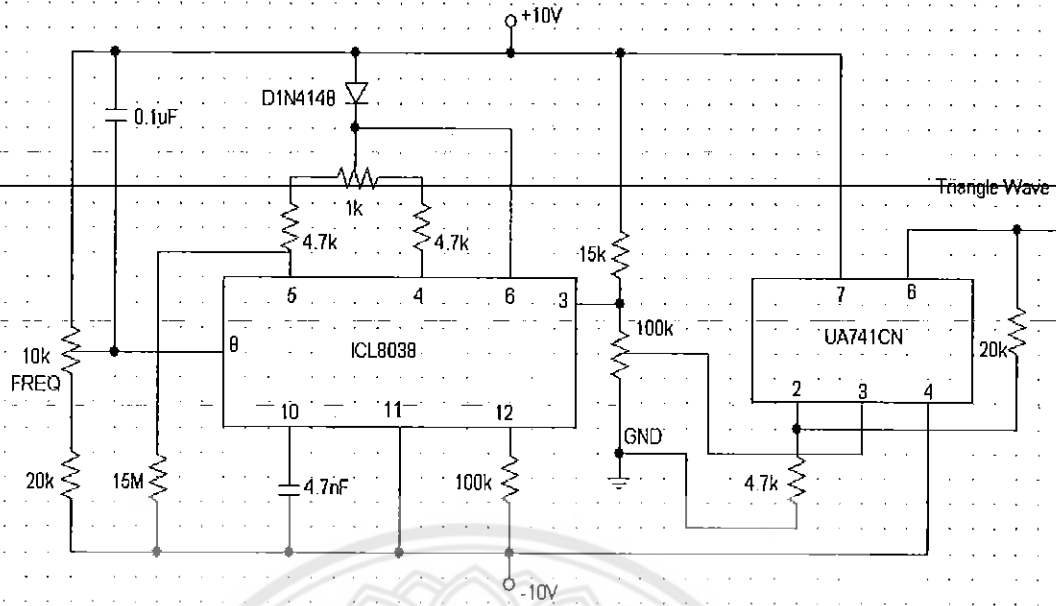 +10V
D1N4148
0.1uF
Triangle Wave
1k
4.7k
4.7k
15k
5
4
6
3
7
6
100k
UA741CN
10k
FREQ
8
ICL8038
20k
10
11
12
2
3
4
GND
20k
15M
4.7nF
100k
4.7k
-10V